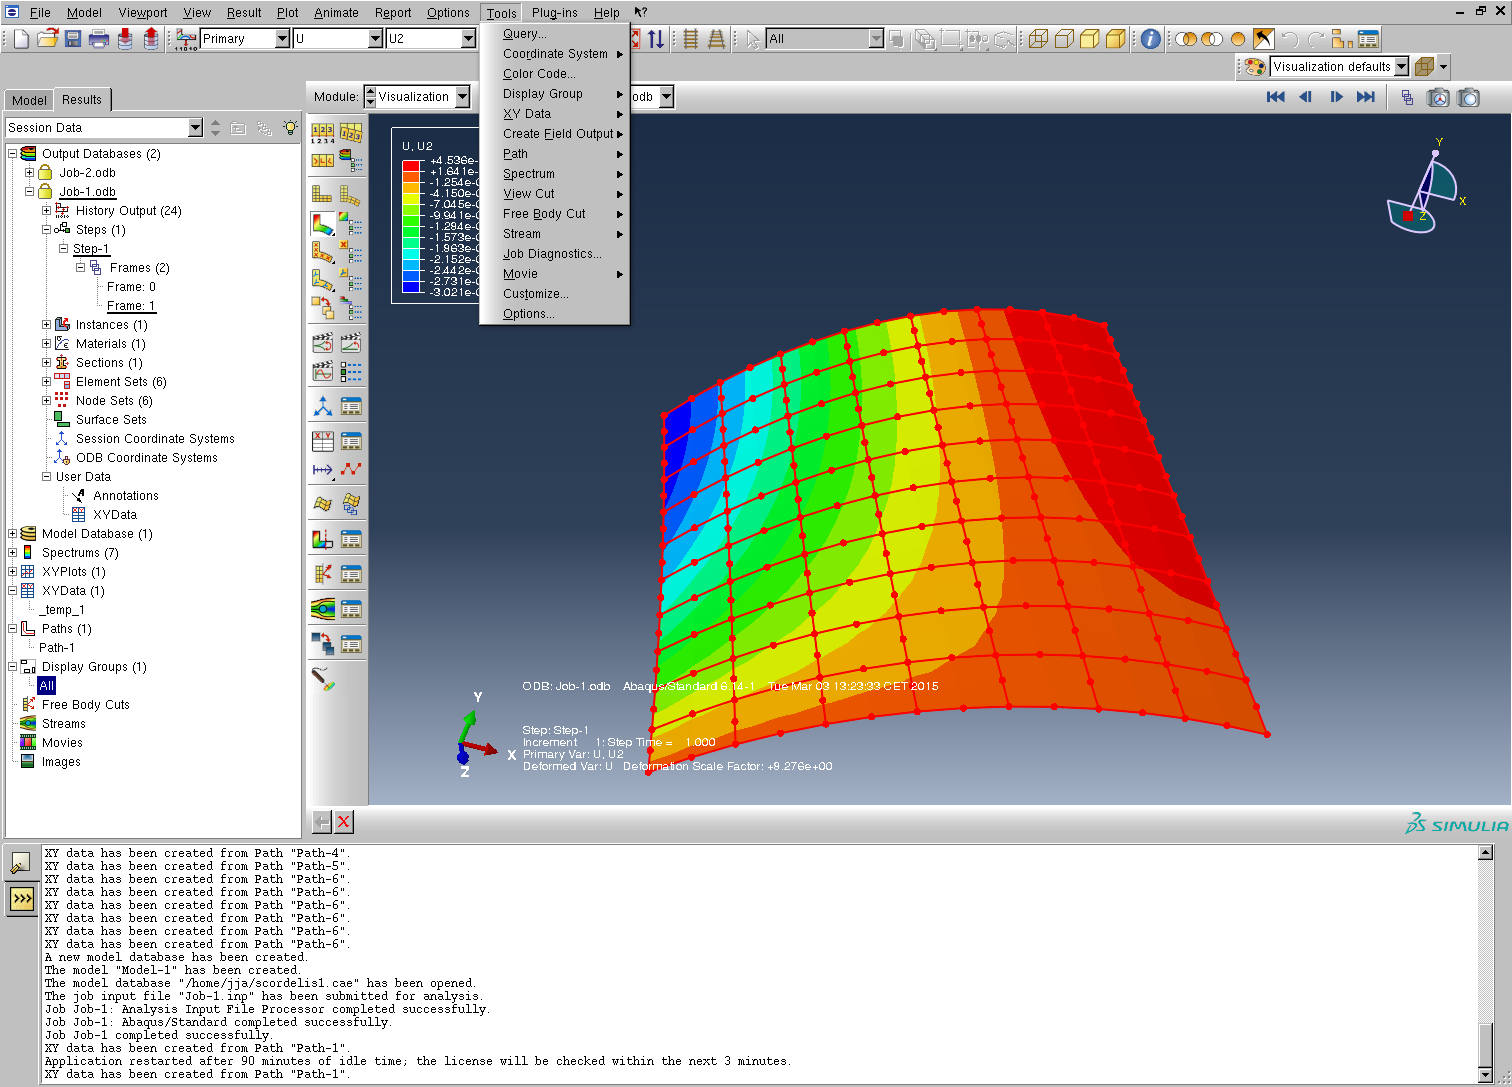 File Model Viewport View Result Plot Animate Report Options Tools Plug-ins Help ?
Primary U U2 All
Visualization defaults
Model Results
Module: Visualization odb
Session Data
Output Databases (2)
Job-2.odb
Job-1.odb
History Output (24)
Steps (1)
Step-1
Frames (2)
Frame: 0
Frame: 1
Instances (1)
Materials (1)
Sections (1)
Element Sets (6)
Node Sets (6)
Surface Sets
Session Coordinate Systems
ODB Coordinate Systems
User Data
Annotations
XYData
Model Database (1)
Spectrums (7)
XYPlots (1)
XYData (1)
_temp_1
Paths (1)
Path-1
Display Groups (1)
All
Free Body Cuts
Streams
Movies
Images
Query...
Coordinate System
Color Code...
Display Group
XY Data
Create Field Output
Path
Spectrum
View Cut
Free Body Cut
Stream
Job Diagnostics...
Movie
Customize...
Options...
U, U2
+4.536e-
+1.641e-
-1.254e-
-4.150e-
-7.045e-
-9.941e-
-1.284e-
-1.573e-
-1.863e-
-2.152e-
-2.442e-
-2.731e-
-3.021e-
Y
X
Z
Y
X
Z
ODB: Job-1.odb Abaqus/Standard 6.14-1 Tue Mar 03 13:23:33 CET 2015
Step: Step-1
Increment 1: Step Time = 1.000
Primary Var: U, U2
Deformed Var: U Deformation Scale Factor: +9.276e+00
SIMULIA
XY data has been created from Path "Path-4".
XY data has been created from Path "Path-5".
XY data has been created from Path "Path-6".
XY data has been created from Path "Path-6".
XY data has been created from Path "Path-6".
XY data has been created from Path "Path-6".
XY data has been created from Path "Path-6".
XY data has been created from Path "Path-6".
A new model database has been created.
The model "Model-1" has been created.
The model database "/home/jja/scordelis1.cae" has been opened.
The job input file "Job-1.inp" has been submitted for analysis.
Job Job-1: Analysis Input File Processor completed successfully.
Job Job-1: Abaqus/Standard completed successfully.
Job Job-1 completed successfully.
XY data has been created from Path "Path-1".
Application restarted after 90 minutes of idle time; the license will be checked within the next 3 minutes.
XY data has been created from Path "Path-1".